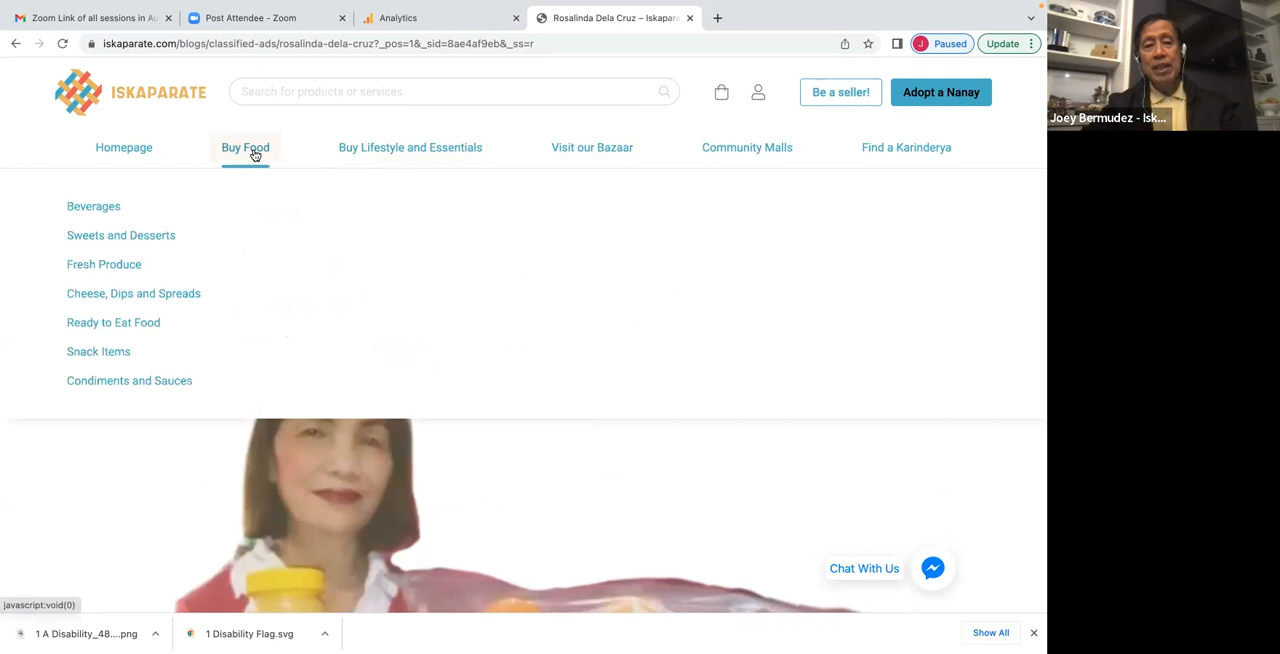 Zoom Link of all sessions in Au
Post Attendee - Zoom
Analytics
Rosalinda Dela Cruz – Iskapara
iskaparate.com/blogs/classified-ads/rosalinda-dela-cruz?_pos=1&_sid=8ae4af9eb&_ss=r
J
Paused
Update
Joey Bermudez - Isk...
ISKAPARATE
Search for products or services
Be a seller!
Adopt a Nanay
Homepage
Buy Food
Buy Lifestyle and Essentials
Visit our Bazaar
Community Malls
Find a Karinderya
Beverages
Sweets and Desserts
Fresh Produce
Cheese, Dips and Spreads
Ready to Eat Food
Snack Items
Condiments and Sauces
Chat With Us
javascript:void(0)
1 A Disability_48....png
1 Disability Flag.svg
Show All